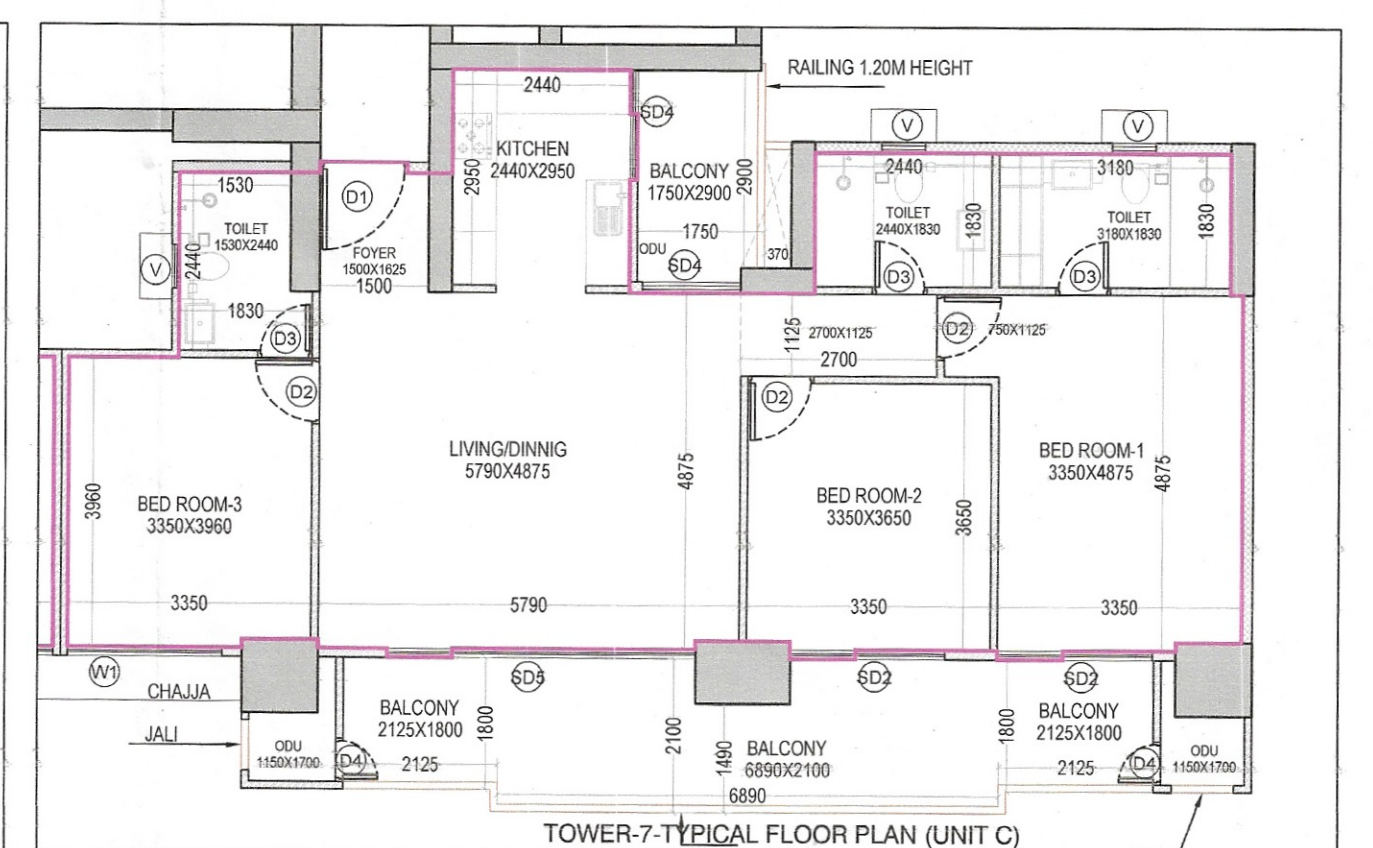 RAILING 1.20M HEIGHT
V
V
2440
SD4
KITCHEN
2440X2950
2950
BALCONY
1750X2900
2900
1750
ODU
SD4
370
2440
TOILET
2440X1830
1830
D3
3180
TOILET
3180X1830
1830
D3
1530
TOILET
1530X2440
2440
V
1830
D3
D1
FOYER
1500X1625
1500
1125
2700X1125
2700
D2
750X1125
D2
D2
LIVING/DINNIG
5790X4875
4875
BED ROOM-1
3350X4875
4875
BED ROOM-2
3350X3650
3650
BED ROOM-3
3350X3960
3960
3350
5790
3350
3350
W1
CHAJJA
JALI
ODU
1150X1700
D4
BALCONY
2125X1800
1800
2125
SD5
2100
1490
BALCONY
6890X2100
6890
SD2
SD2
1800
BALCONY
2125X1800
2125
D4
ODU
1150X1700
TOWER-7-TYPICAL FLOOR PLAN (UNIT C)